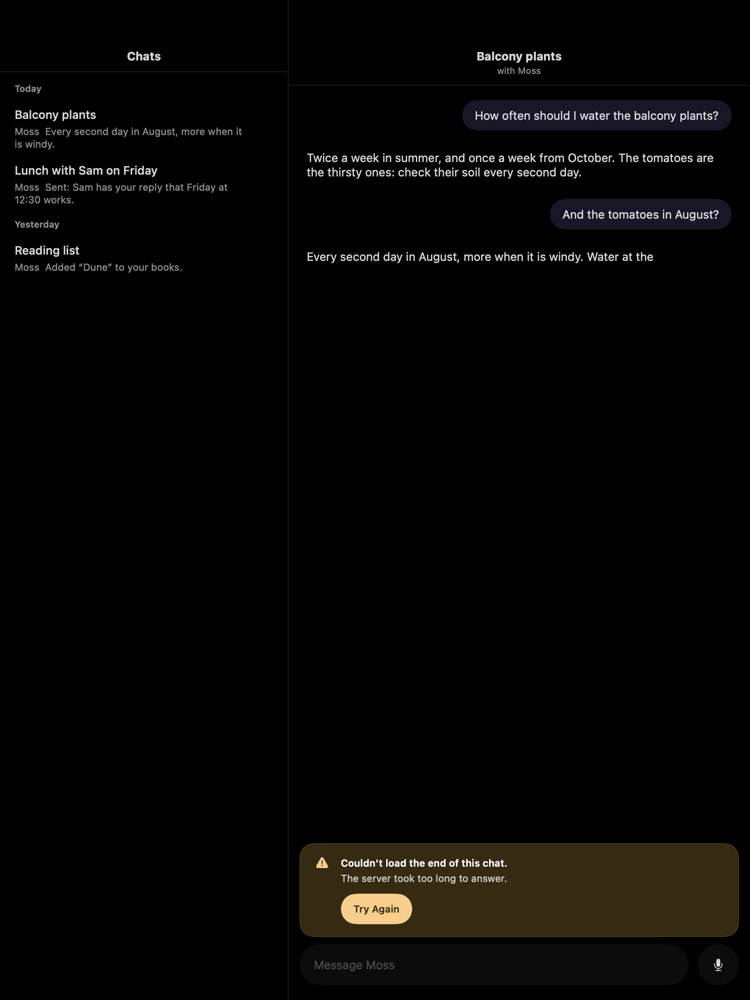 Chats
Today
Balcony plants
Moss Every second day in August, more when it
is windy.
Lunch with Sam on Friday
Moss Sent: Sam has your reply that Friday at
12:30 works.
Yesterday
Reading list
Moss Added “Dune” to your books.
Balcony plants
with Moss
How often should I water the balcony plants?
Twice a week in summer, and once a week from October. The tomatoes are
the thirsty ones: check their soil every second day.
And the tomatoes in August?
Every second day in August, more when it is windy. Water at the
Couldn't load the end of this chat.
The server took too long to answer.
Try Again
Message Moss